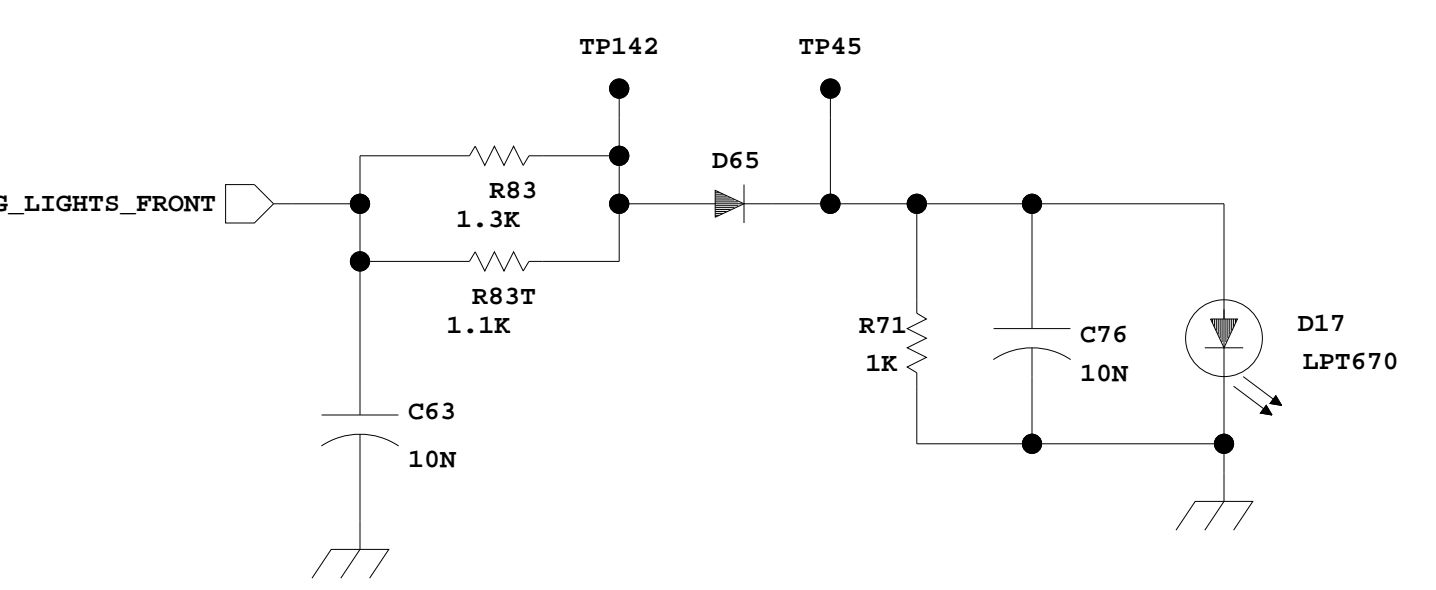 TP142
TP45
D65
G_LIGHTS_FRONT
R83
1.3K
R83T
1.1K
R71
1K
C76
10N
D17
LPT670
C63
10N